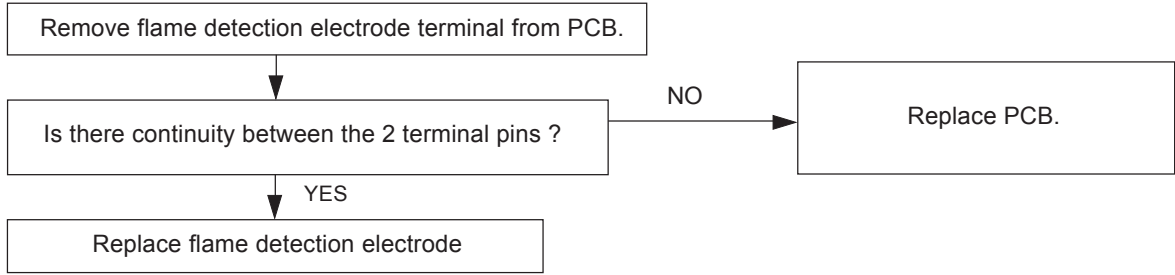 Remove flame detection electrode terminal from PCB.
Is there continuity between the 2 terminal pins ?
NO
Replace PCB.
YES
Replace flame detection electrode